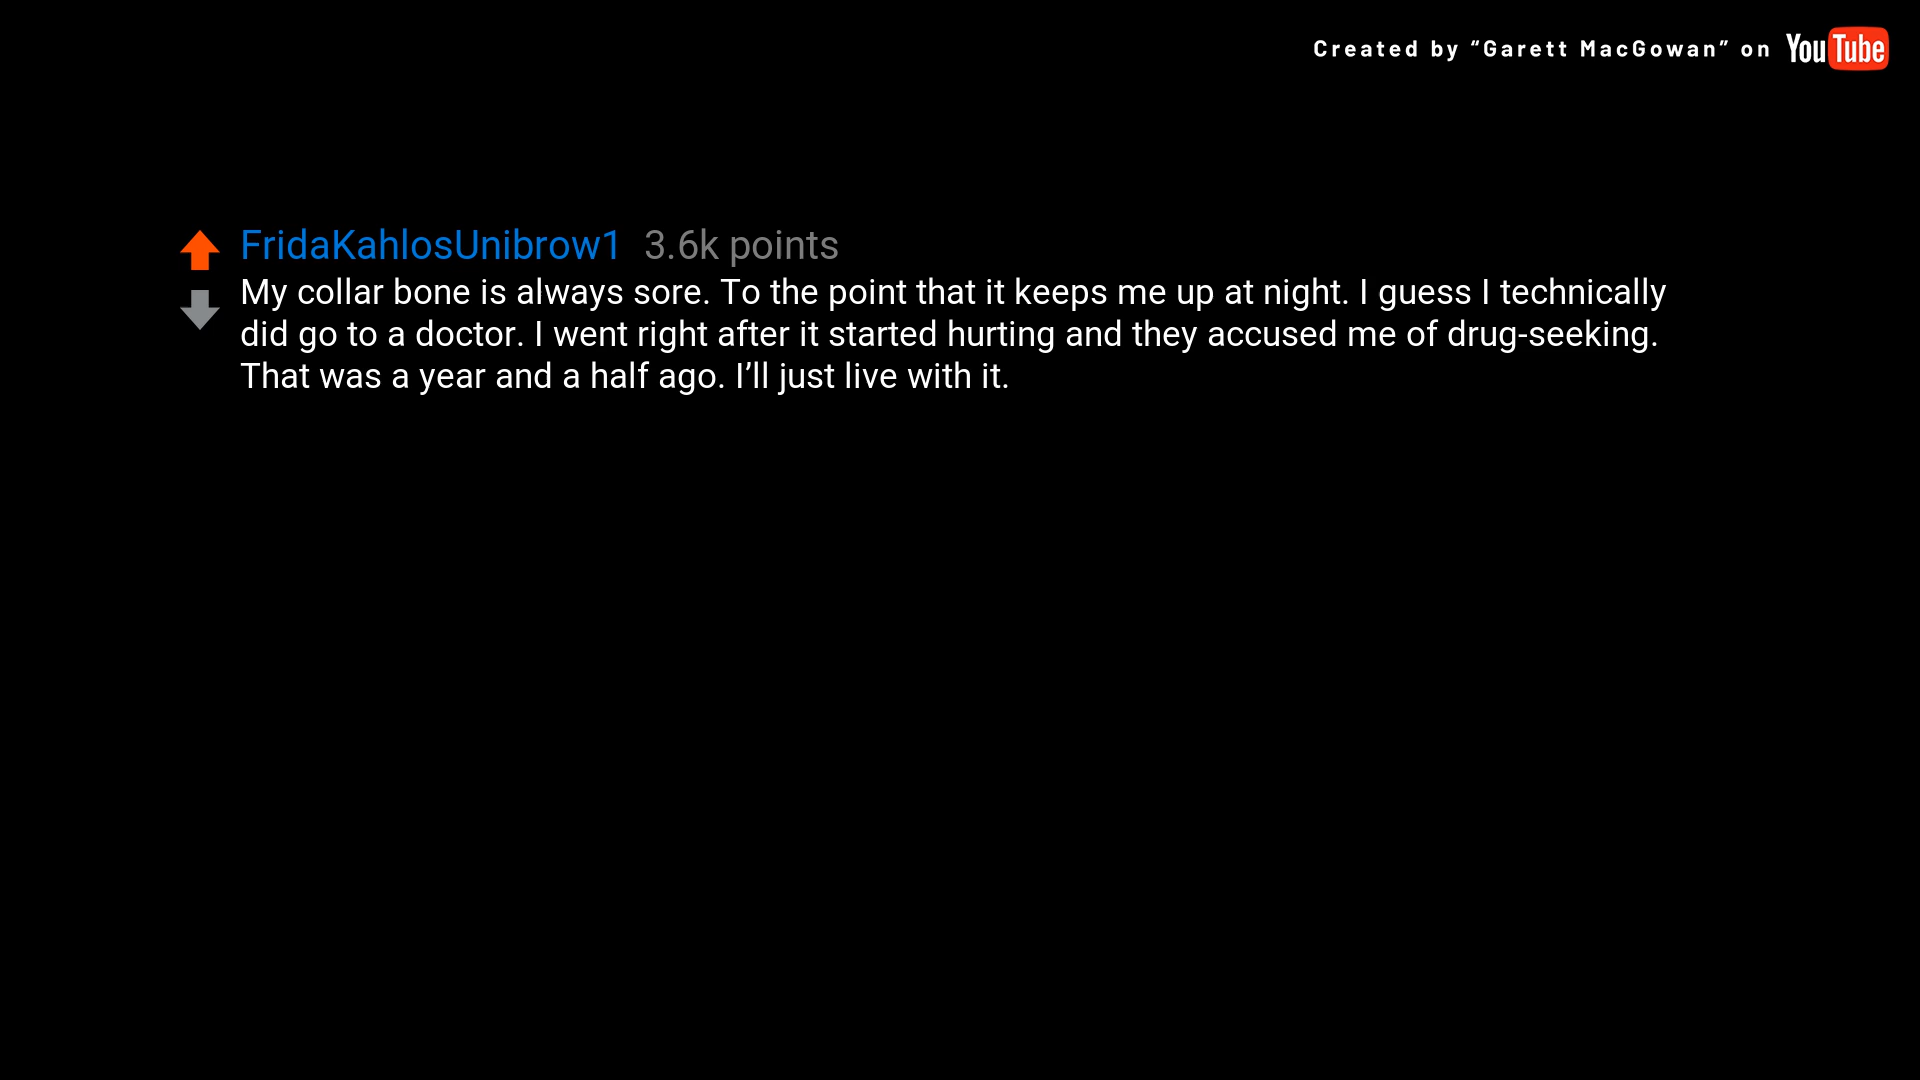 Created by “Garett MacGowan” on YouTube
FridaKahlosUnibrow1 3.6k points
My collar bone is always sore. To the point that it keeps me up at night. I guess I technically
did go to a doctor. I went right after it started hurting and they accused me of drug-seeking.
That was a year and a half ago. I’ll just live with it.